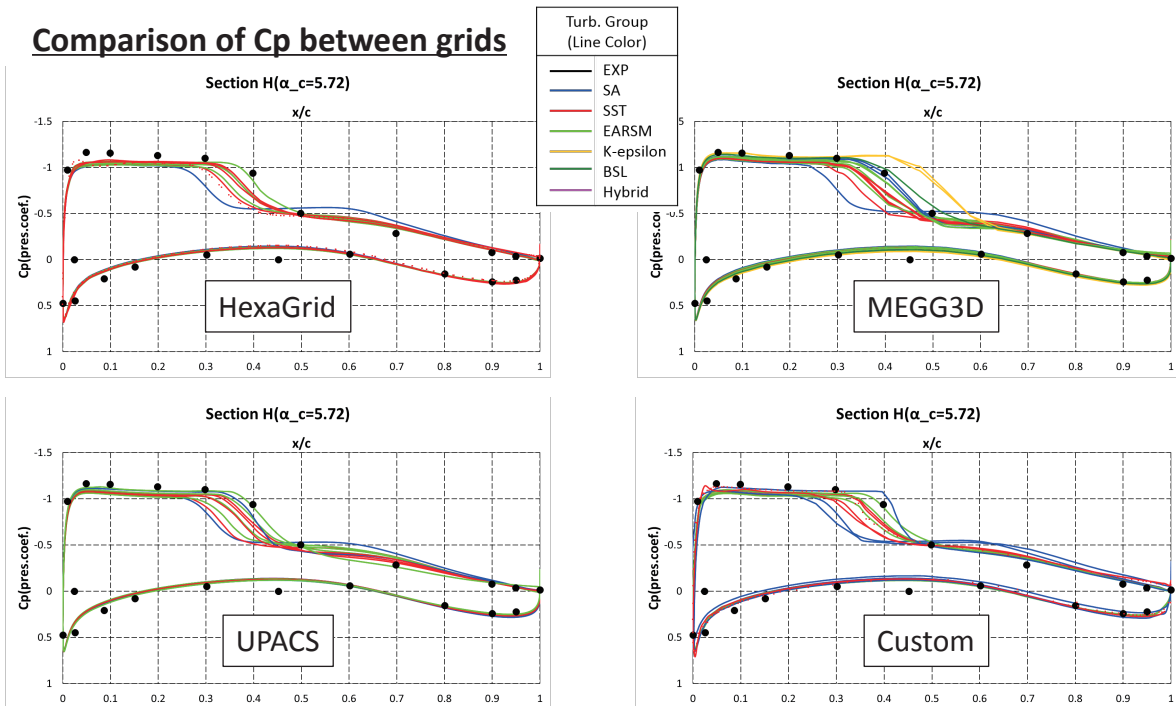 Comparison of Cp between grids
Turb. Group
(Line Color)
EXP
SA
SST
EARSM
K-epsilon
BSL
Hybrid
Section H(α_c=5.72)
x/c
Cp(pres.coef.)
-1.5
-1
-0.5
0
0.5
1
0 0.1 0.2 0.3 0.4 0.5 0.6 0.7 0.8 0.9 1
HexaGrid
Section H(α_c=5.72)
x/c
Cp(pres.coef.)
5
-1
-0.5
0
0.5
1
0 0.1 0.2 0.3 0.4 0.5 0.6 0.7 0.8 0.9 1
MEGG3D
Section H(α_c=5.72)
x/c
Cp(pres.coef.)
-1.5
-1
-0.5
0
0.5
1
0 0.1 0.2 0.3 0.4 0.5 0.6 0.7 0.8 0.9 1
UPACS
Section H(α_c=5.72)
x/c
Cp(pres.coef.)
-1.5
-1
-0.5
0
0.5
1
0 0.1 0.2 0.3 0.4 0.5 0.6 0.7 0.8 0.9 1
Custom